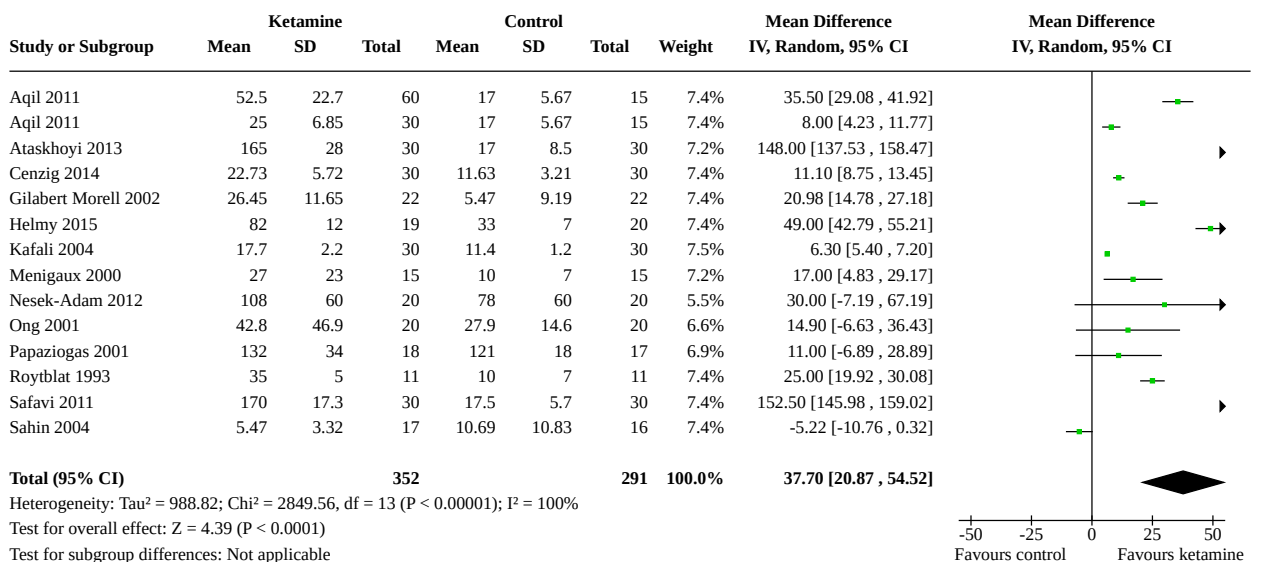 Ketamine Control Mean Difference Mean Difference
Study or Subgroup Mean SD Total Mean SD Total Weight IV, Random, 95% CI IV, Random, 95% CI
Aqil 2011 52.5 22.7 60 17 5.67 15 7.4% 35.50 [29.08 , 41.92]
Aqil 2011 25 6.85 30 17 5.67 15 7.4% 8.00 [4.23 , 11.77]
Ataskhoyi 2013 165 28 30 17 8.5 30 7.2% 148.00 [137.53 , 158.47]
Cenzig 2014 22.73 5.72 30 11.63 3.21 30 7.4% 11.10 [8.75 , 13.45]
Gilabert Morell 2002 26.45 11.65 22 5.47 9.19 22 7.4% 20.98 [14.78 , 27.18]
Helmy 2015 82 12 19 33 7 20 7.4% 49.00 [42.79 , 55.21]
Kafali 2004 17.7 2.2 30 11.4 1.2 30 7.5% 6.30 [5.40 , 7.20]
Menigaux 2000 27 23 15 10 7 15 7.2% 17.00 [4.83 , 29.17]
Nesek-Adam 2012 108 60 20 78 60 20 5.5% 30.00 [-7.19 , 67.19]
Ong 2001 42.8 46.9 20 27.9 14.6 20 6.6% 14.90 [-6.63 , 36.43]
Papaziogas 2001 132 34 18 121 18 17 6.9% 11.00 [-6.89 , 28.89]
Roytblat 1993 35 5 11 10 7 11 7.4% 25.00 [19.92 , 30.08]
Safavi 2011 170 17.3 30 17.5 5.7 30 7.4% 152.50 [145.98 , 159.02]
Sahin 2004 5.47 3.32 17 10.69 10.83 16 7.4% -5.22 [-10.76 , 0.32]
Total (95% CI) 352 291 100.0% 37.70 [20.87 , 54.52]
Heterogeneity: Tau² = 988.82; Chi² = 2849.56, df = 13 (P < 0.00001); I² = 100%
Test for overall effect: Z = 4.39 (P < 0.0001)
Test for subgroup differences: Not applicable
-50 -25 0 25 50
Favours control Favours ketamine